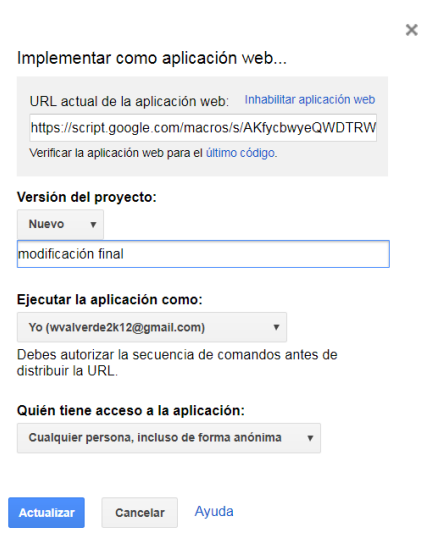 Implementar como aplicación web...
URL actual de la aplicación web: Inhabilitar aplicación web
https://script.google.com/macros/s/AKfycbwyeQWDTRW
Verificar la aplicación web para el último código.
Versión del proyecto:
Nuevo
modificación final
Ejecutar la aplicación como:
Yo (wvalverde2k12@gmail.com)
Debes autorizar la secuencia de comandos antes de
distribuir la URL.
Quién tiene acceso a la aplicación:
Cualquier persona, incluso de forma anónima
Actualizar Cancelar Ayuda